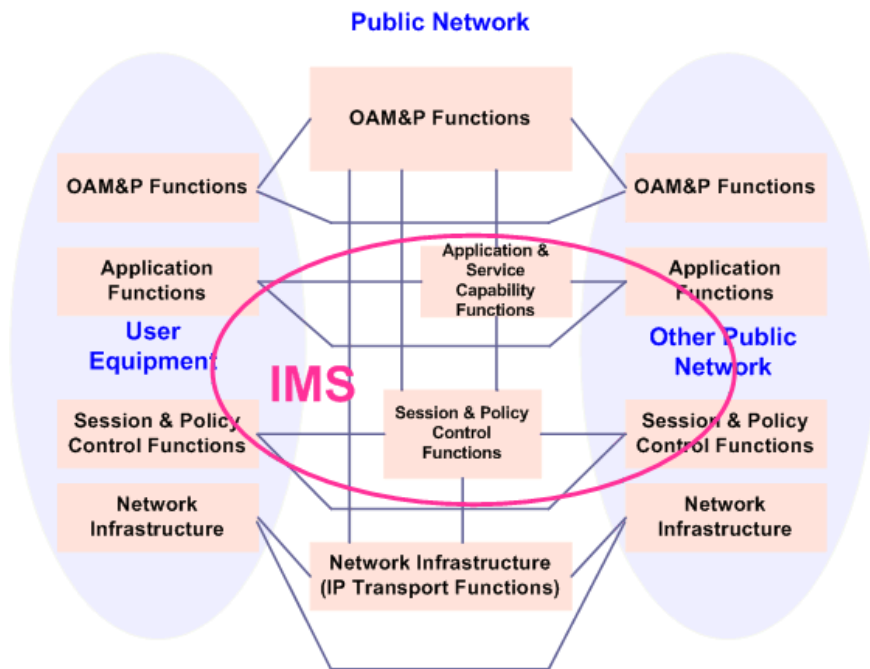 Public Network
OAM&P Functions
OAM&P Functions
OAM&P Functions
Application
Functions
Application &
Service
Capability
Functions
Application
Functions
User
Equipment
Other Public
Network
IMS
Session & Policy
Control Functions
Session & Policy
Control
Functions
Session & Policy
Control Functions
Network
Infrastructure
Network
Infrastructure
Network Infrastructure
(IP Transport Functions)